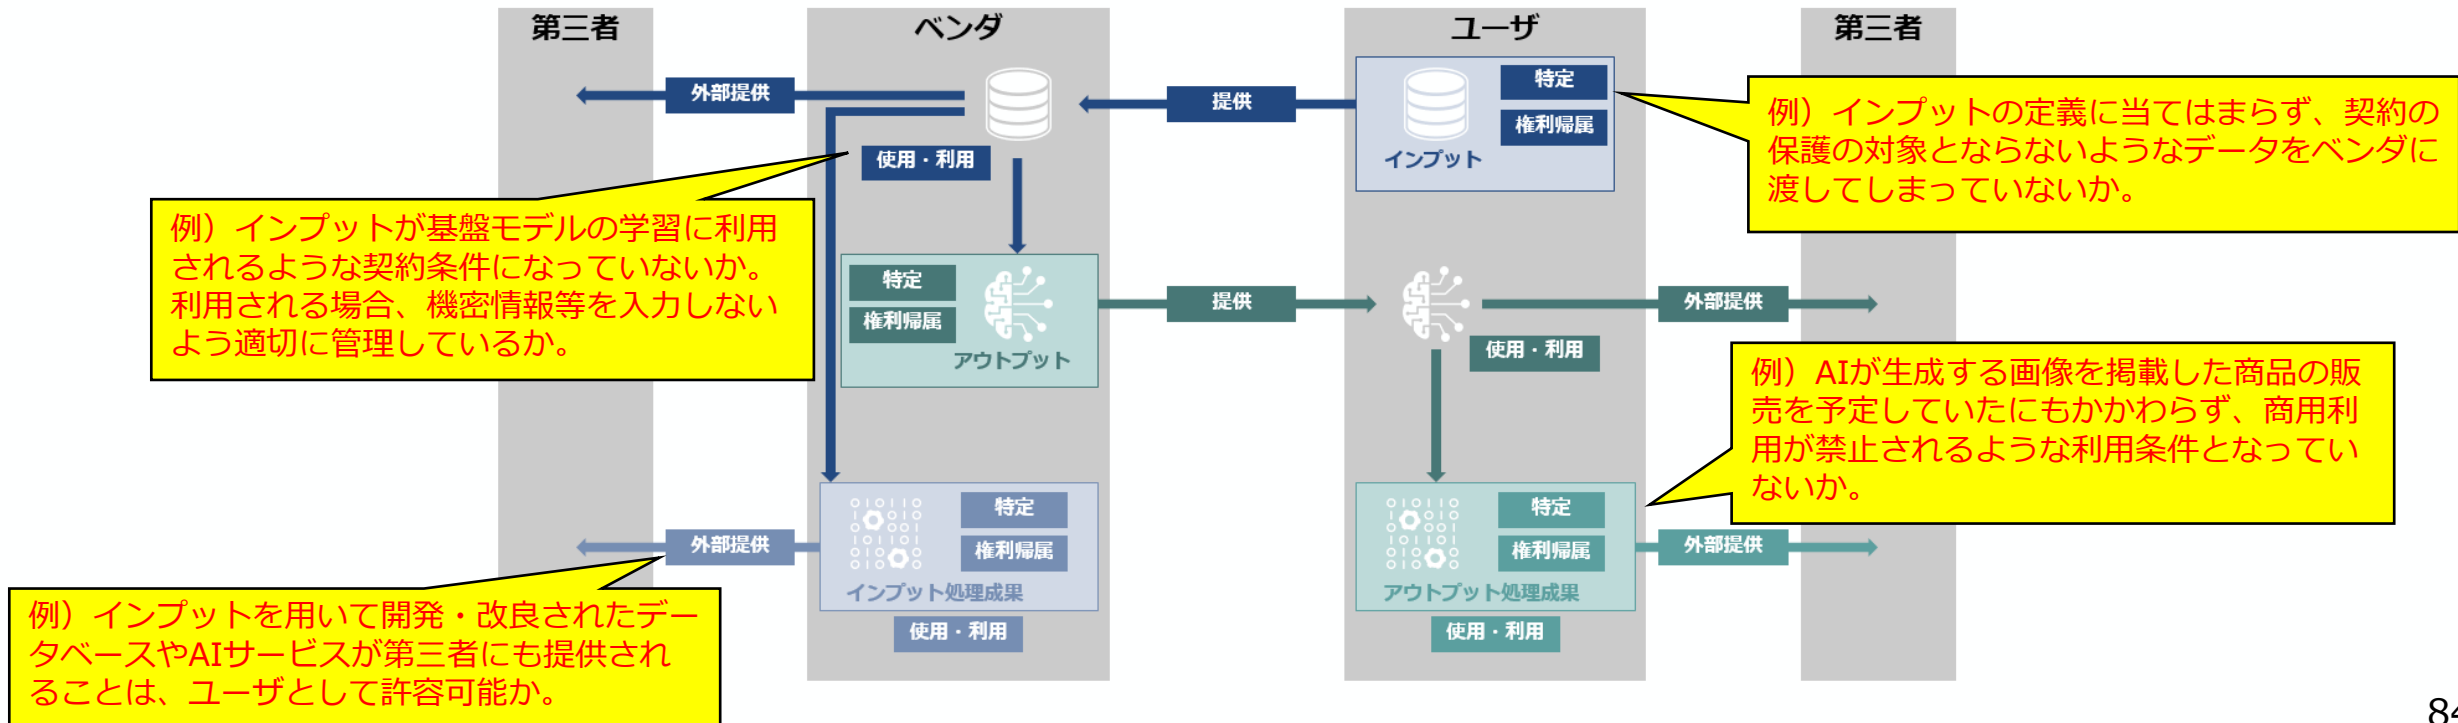 第三者
ベンダ
ユーザ
第三者
外部提供
提供
特定
権利帰属
インプット
例）インプットの定義に当てはまらず、契約の
保護の対象とならないようなデータをベンダに
渡してしまっていないか。
使用・利用
例）インプットが基盤モデルの学習に利用
されるような契約条件になっていないか。
利用される場合、機密情報等を入力しない
よう適切に管理しているか。
特定
権利帰属
アウトプット
提供
外部提供
使用・利用
例）AIが生成する画像を掲載した商品の販
売を予定していたにもかかわらず、商用利
用が禁止されるような利用条件となってい
ないか。
外部提供
特定
権利帰属
インプット処理成果
使用・利用
特定
権利帰属
アウトプット処理成果
使用・利用
外部提供
例）インプットを用いて開発・改良されたデー
タベースやAIサービスが第三者にも提供され
ることは、ユーザとして許容可能か。
84